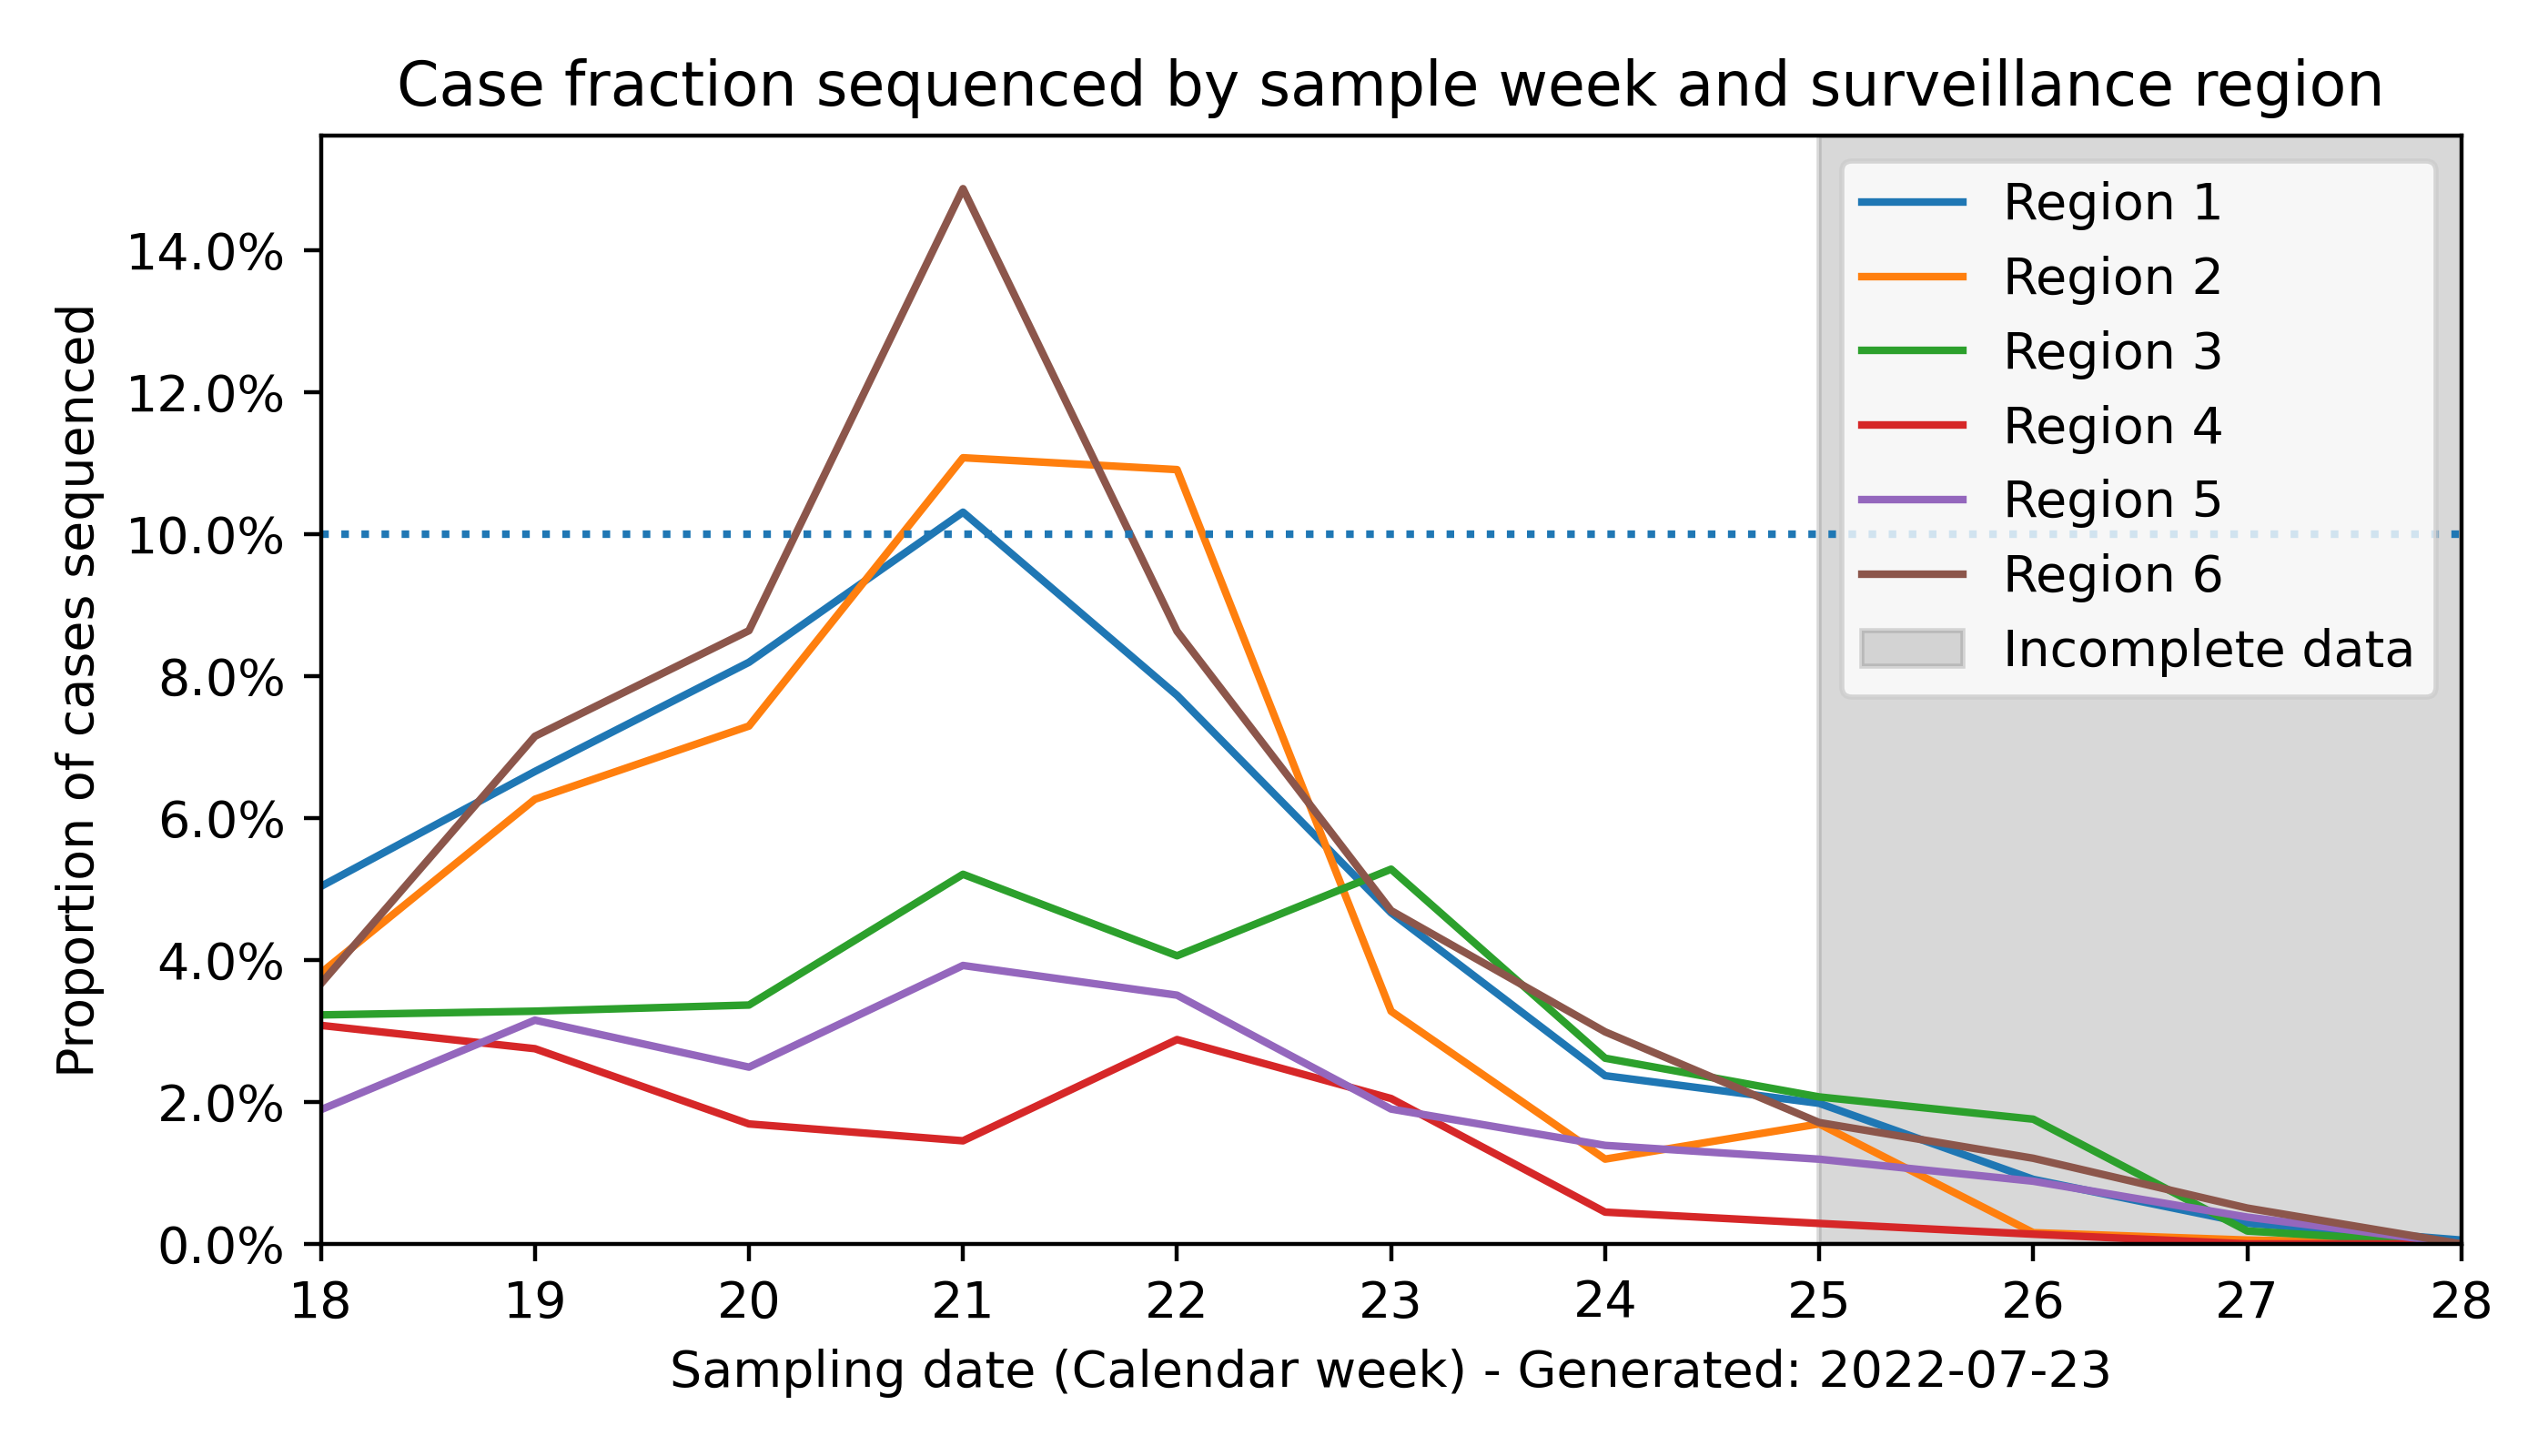 Case fraction sequenced by sample week and surveillance region
Proportion of cases sequenced
14.0%
12.0%
10.0%
8.0%
6.0%
4.0%
2.0%
0.0%
Region 1
Region 2
Region 3
Region 4
Region 5
Region 6
Incomplete data
18 19 20 21 22 23 24 25 26 27 28
Sampling date (Calendar week) - Generated: 2022-07-23